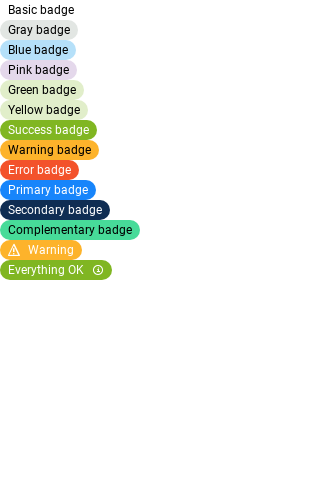 Basic badge
Gray badge
Blue badge
Pink badge
Green badge
Yellow badge
Success badge
Warning badge
Error badge
Primary badge
Secondary badge
Complementary badge
Warning
Everything OK